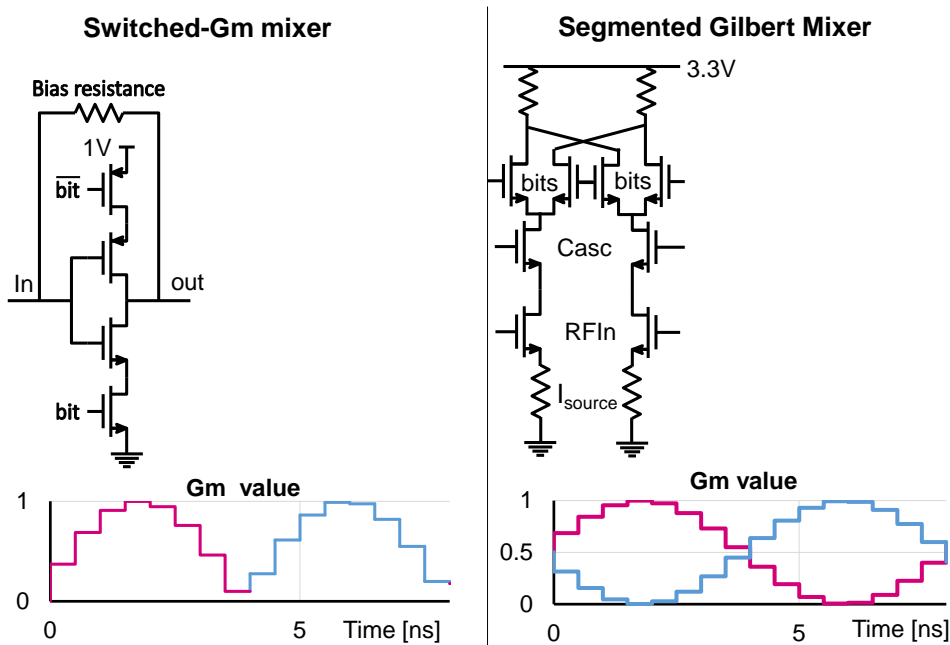 Switched-Gm mixer
Bias resistance
1V
b̅i̅t̅
In
out
bit
Gm value
1
0
0
5
Time [ns]
Segmented Gilbert Mixer
3.3V
bits
bits
Casc
RFIn
Isource
Gm value
1
0.5
0
0
5
Time [ns]